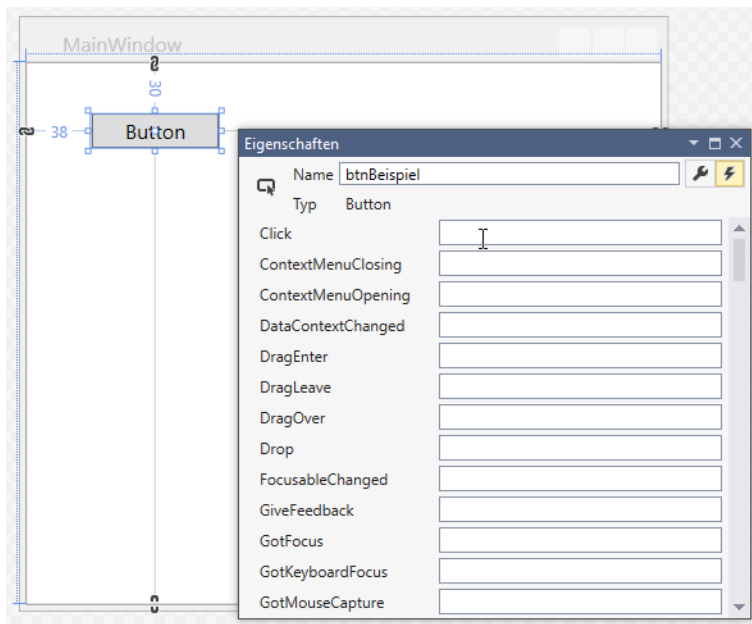 MainWindow
30
38
Button
Eigenschaften
Name btnBeispiel
Typ Button
Click
ContextMenuClosing
ContextMenuOpening
DataContextChanged
DragEnter
DragLeave
DragOver
Drop
FocusableChanged
GiveFeedback
GotFocus
GotKeyboardFocus
GotMouseCapture